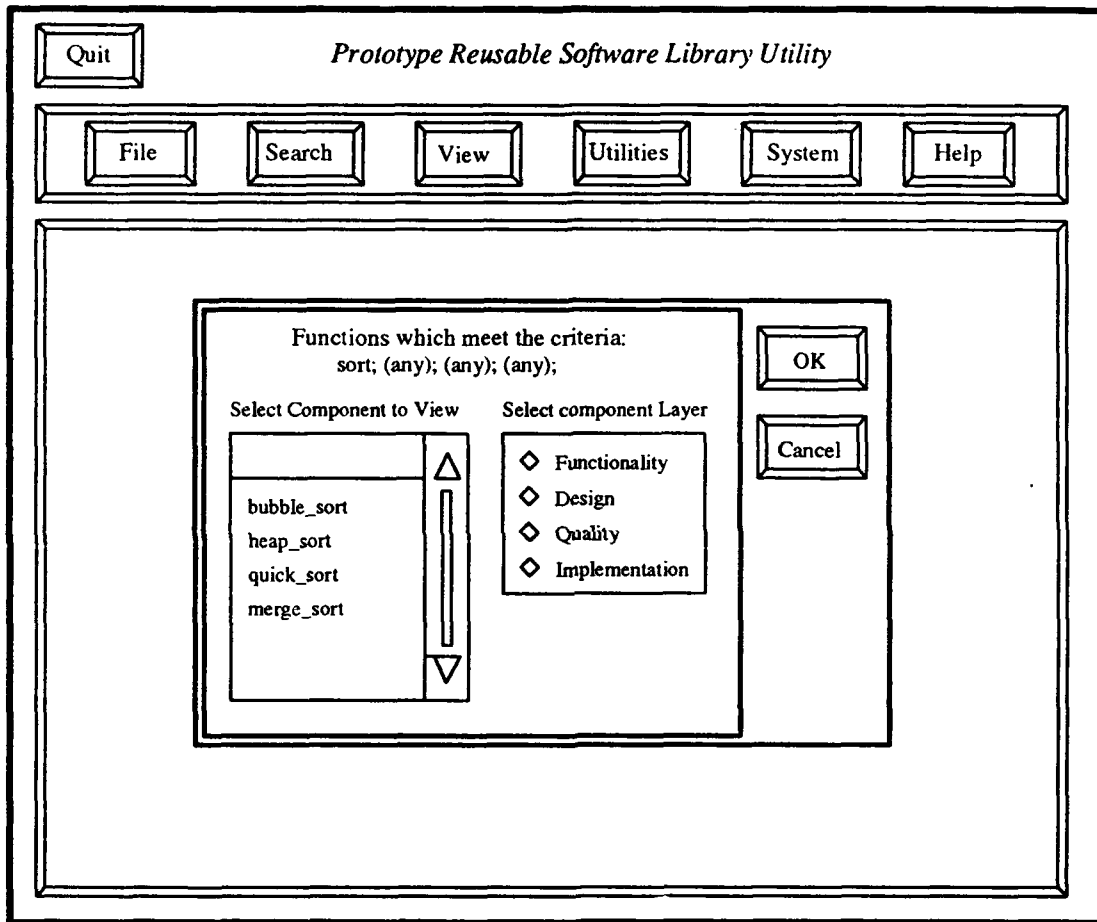 Quit
Prototype Reusable Software Library Utility
File Search View Utilities System Help
Functions which meet the criteria:
sort; (any); (any); (any);
Select Component to View
bubble_sort
heap_sort
quick_sort
merge_sort
Select component Layer
Functionality
Design
Quality
Implementation
OK
Cancel